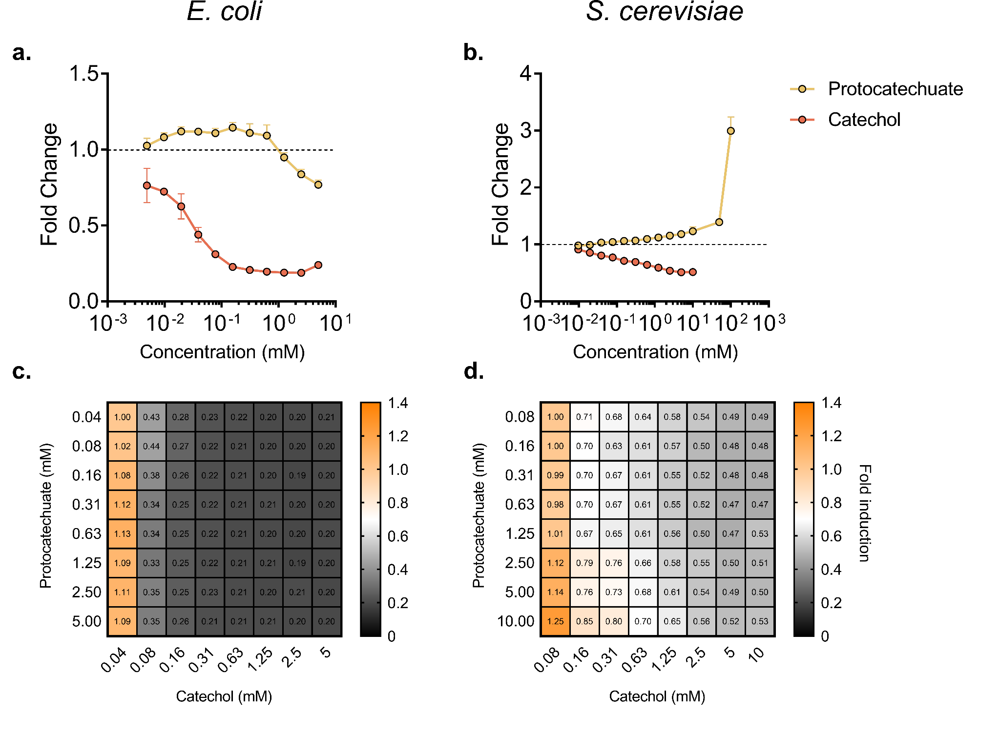 E. coli
S. cerevisiae
a.
1.5
1.0
0.5
0.0
Fold Change
10-3 10-2 10-1 100 101
Concentration (mM)
b.
4
3
2
1
0
Fold Change
10-3 10-2 10-1 100 101 102 103
Concentration (mM)
Protocatechuate
Catechol
c.
Protocatechuate (mM)
0.04 1.00 0.43 0.28 0.23 0.22 0.20 0.20 0.21
0.08 1.02 0.44 0.27 0.22 0.21 0.20 0.20 0.20
0.16 1.08 0.38 0.26 0.22 0.21 0.20 0.19 0.20
0.31 1.12 0.34 0.25 0.22 0.21 0.21 0.20 0.20
0.63 1.13 0.34 0.25 0.22 0.21 0.20 0.20 0.20
1.25 1.09 0.33 0.25 0.22 0.21 0.21 0.19 0.20
2.50 1.11 0.35 0.25 0.23 0.21 0.20 0.21 0.20
5.00 1.09 0.35 0.26 0.21 0.21 0.21 0.20 0.20
0.04 0.08 0.16 0.31 0.63 1.25 2.5 5
Catechol (mM)
1.4
1.2
1.0
0.8
0.6
0.4
0.2
0
d.
Protocatechuate (mM)
0.08 1.00 0.71 0.68 0.64 0.58 0.54 0.49 0.49
0.16 1.00 0.70 0.63 0.61 0.57 0.50 0.48 0.48
0.31 0.99 0.70 0.67 0.61 0.55 0.52 0.48 0.48
0.63 0.98 0.70 0.67 0.61 0.55 0.52 0.47 0.47
1.25 1.01 0.67 0.65 0.61 0.56 0.50 0.47 0.53
2.50 1.12 0.79 0.76 0.66 0.58 0.55 0.50 0.51
5.00 1.14 0.76 0.73 0.68 0.61 0.54 0.49 0.50
10.00 1.25 0.85 0.80 0.70 0.65 0.56 0.52 0.53
0.08 0.16 0.31 0.63 1.25 2.5 5 10
Catechol (mM)
1.4
1.2
1.0
0.8
0.6
0.4
0.2
0
Fold induction